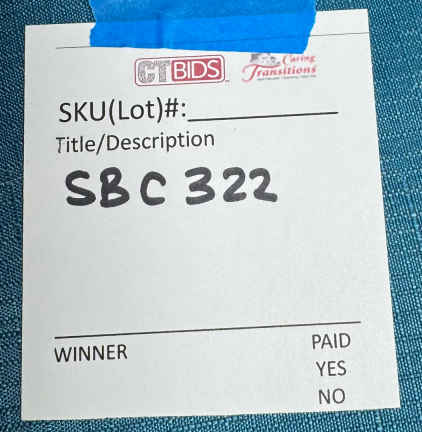 CTBIDS Caring
Transitions
SKU(Lot)#:
Title/Description
SBC 322
WINNER PAID
YES
NO